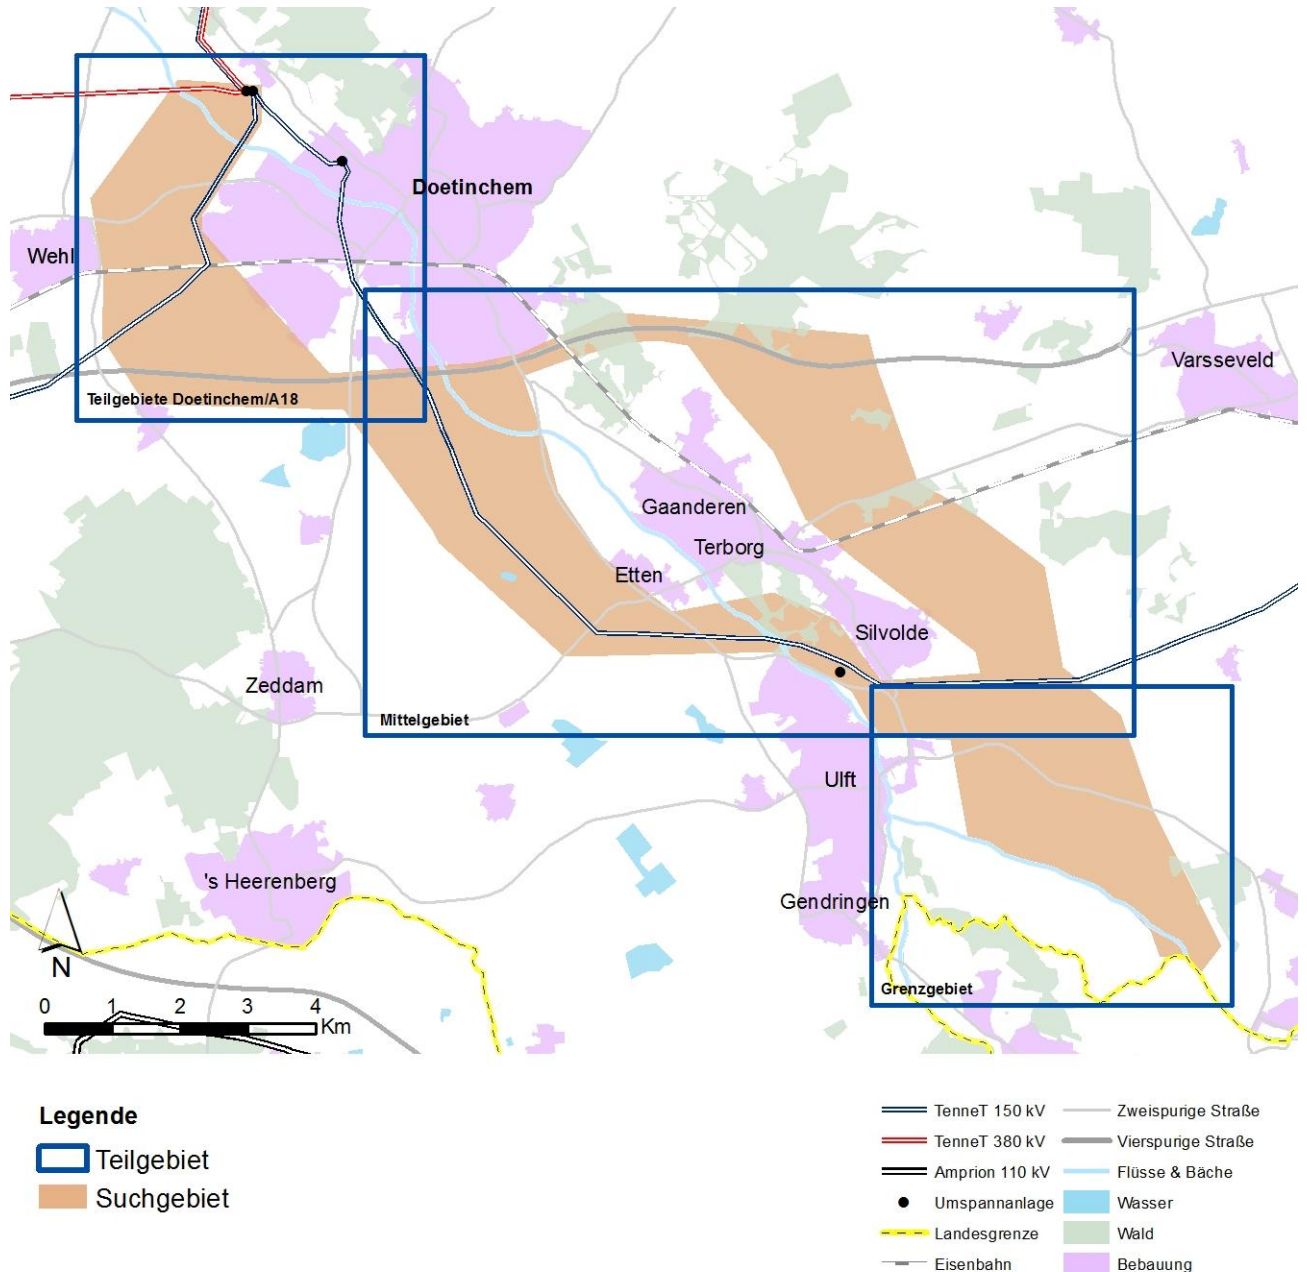 Doetinchem
Wehl
Varsseveld
Teilgebiete Doetinchem/A18
Gaanderen
Terborg
Etten
Silvolde
Zeddam
Mittelgebiet
Ulft
's Heerenberg
Gendringen
N
Grenzgebiet
0 1 2 3 4
Km
Legende
Teilgebiet
Suchgebiet
TenneT 150 kV
TenneT 380 kV
Amprion 110 kV
Umspannanlage
Landesgrenze
Eisenbahn
Zweispurige Straße
Vierspurige Straße
Flüsse & Bäche
Wasser
Wald
Bebauung